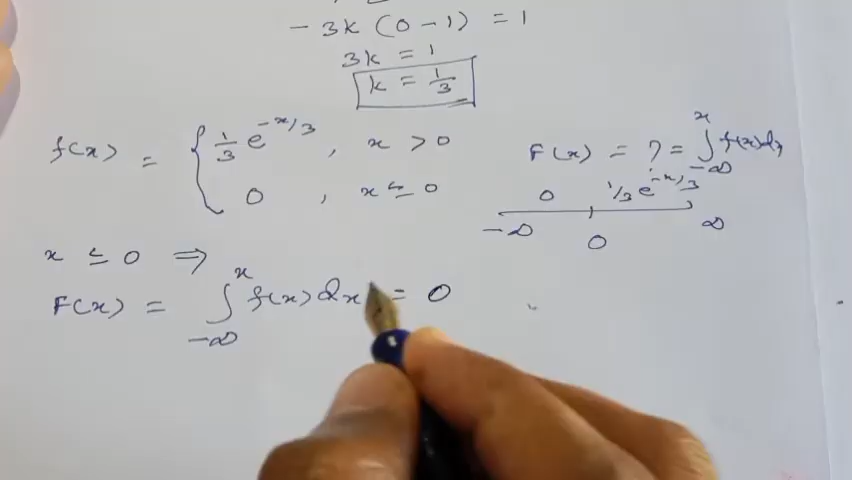 - 3k (0 - 1) = 1
3k = 1
k = 1/3
f(x) = { 1/3 e^{-x/3} , x > 0
0 , x ≤ 0
F(x) = ? = ∫_{-∞}^{x} f(x) dx
0 1/3 e^{-x/3}
-∞ 0 ∞
x ≤ 0 ⇒
F(x) = ∫_{-∞}^{x} f(x) dx = 0